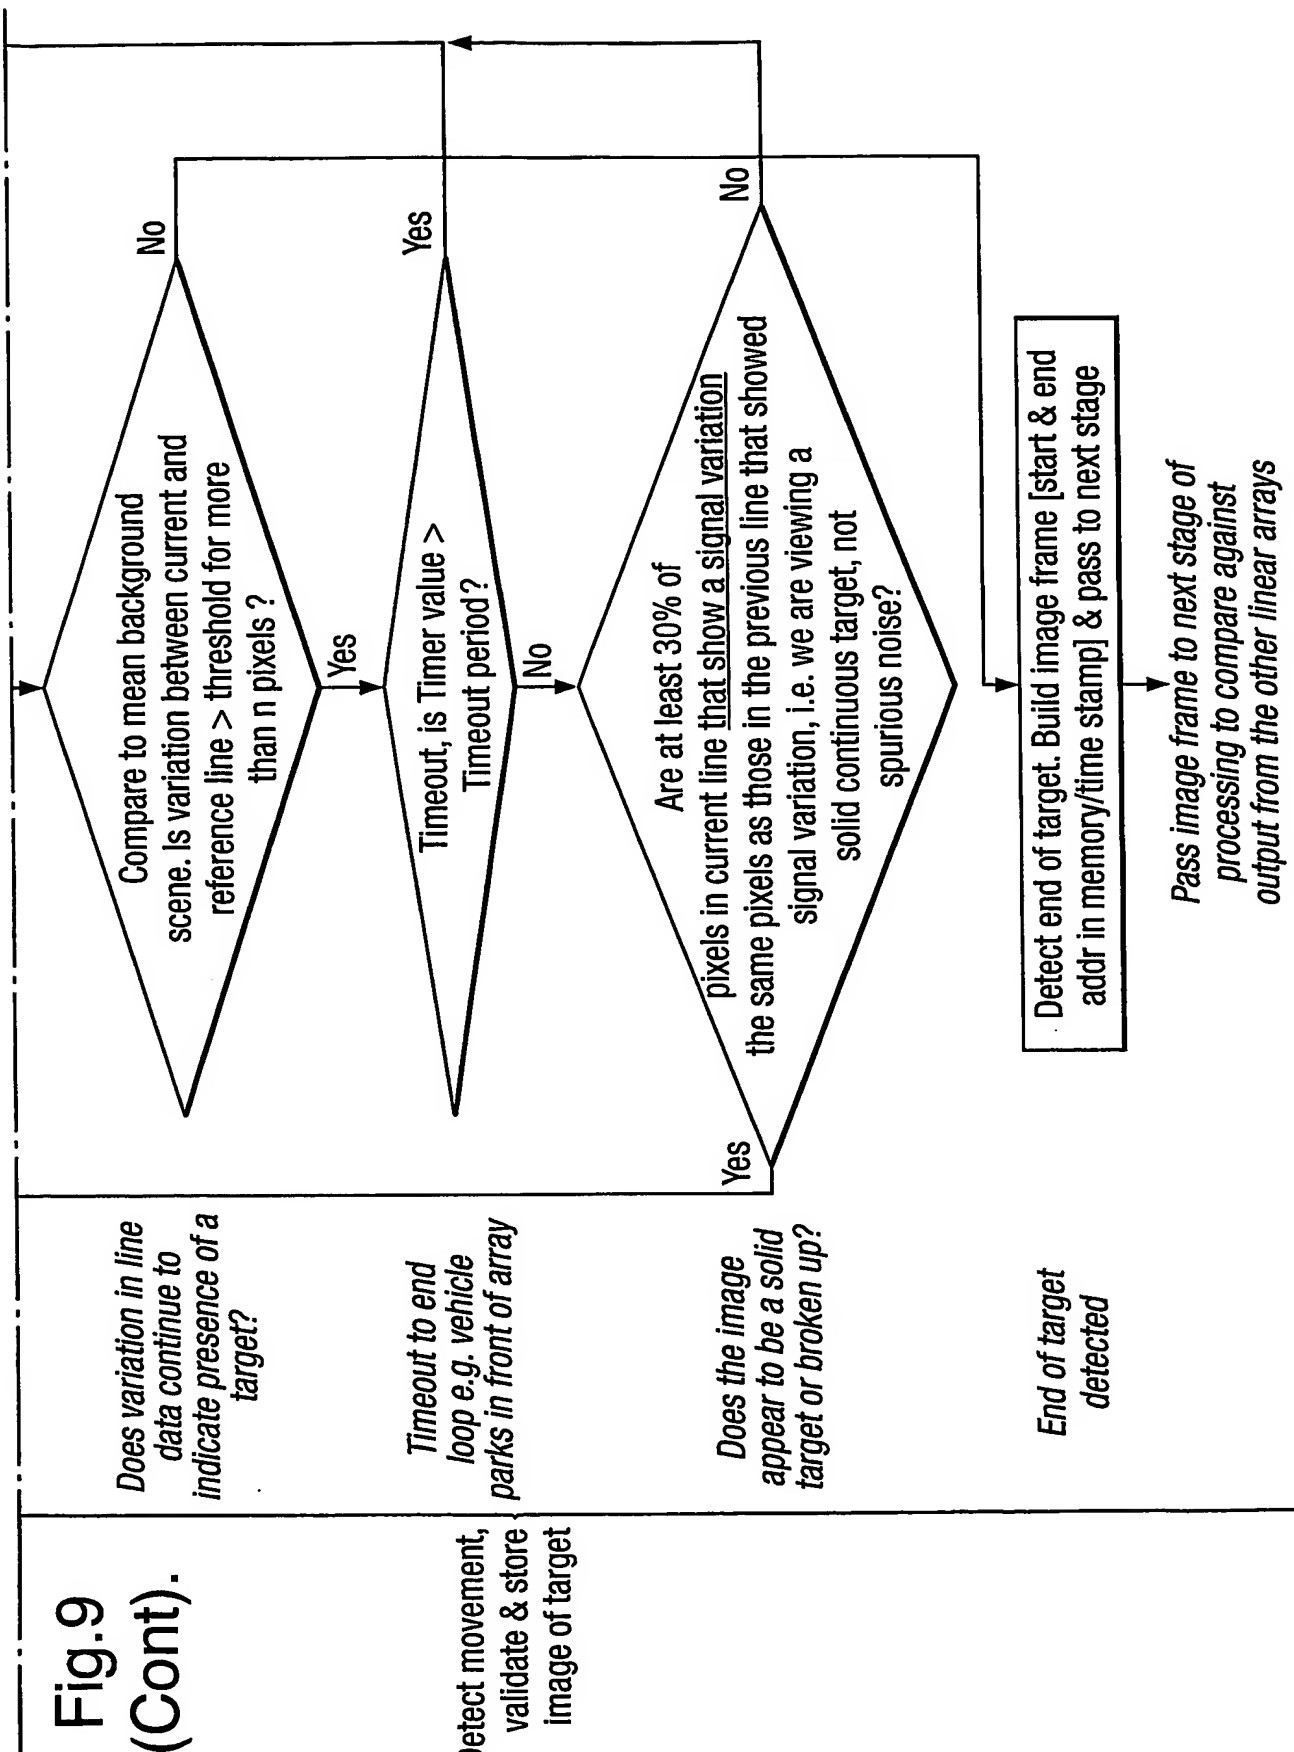 Fig.9
(Cont).
Detect movement,
validate & store
image of target
Does variation in line
data continue to
indicate presence of a
target?
Compare to mean background
scene. Is variation between current and
reference line > threshold for more
than n pixels ?
No
Yes
Timeout to end
loop e.g. vehicle
parks in front of array
Timeout, is Timer value >
Timeout period?
Yes
No
Does the image
appear to be a solid
target or broken up?
Yes
Are at least 30% of
pixels in current line that show a signal variation
the same pixels as those in the previous line that showed
signal variation, i.e. we are viewing a
solid continuous target, not
spurious noise?
No
End of target
detected
Detect end of target. Build image frame [start & end
addr in memory/time stamp] & pass to next stage
Pass image frame to next stage of
processing to compare against
output from the other linear arrays